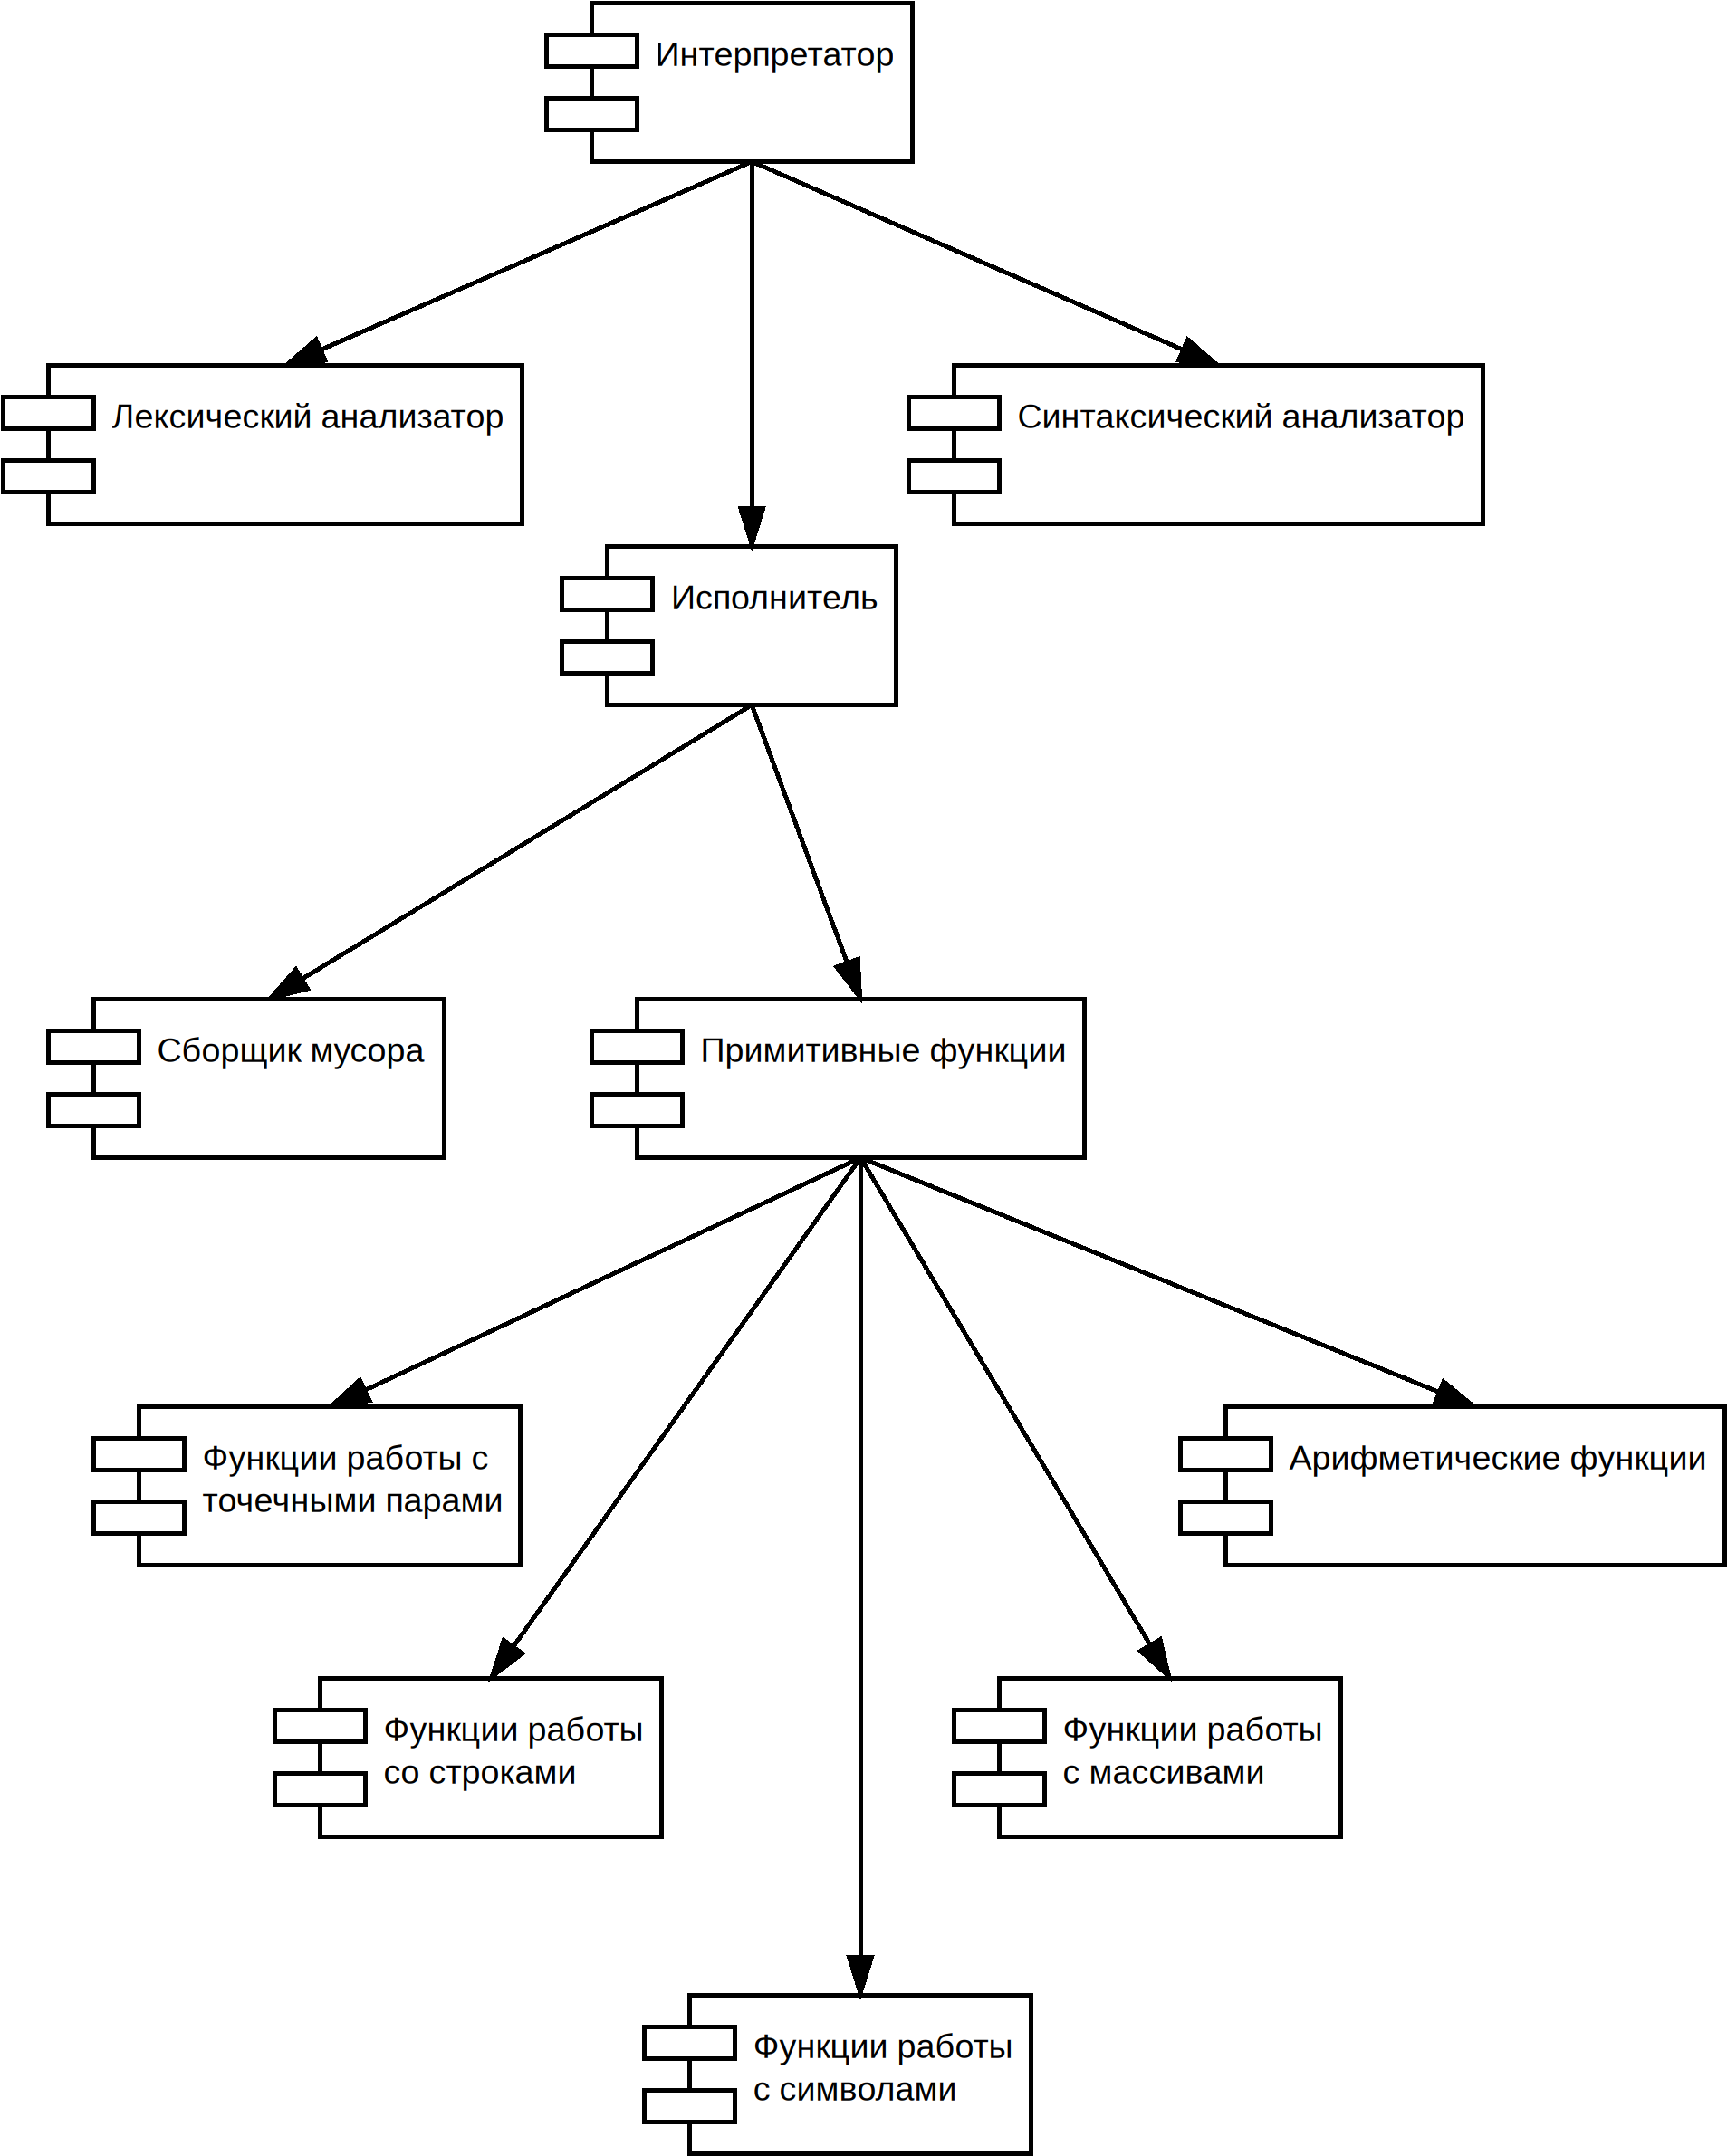 Интерпретатор
Лексический анализатор
Синтаксический анализатор
Исполнитель
Сборщик мусора
Примитивные функции
Функции работы с
точечными парами
Арифметические функции
Функции работы
со строками
Функции работы
с массивами
Функции работы
с символами